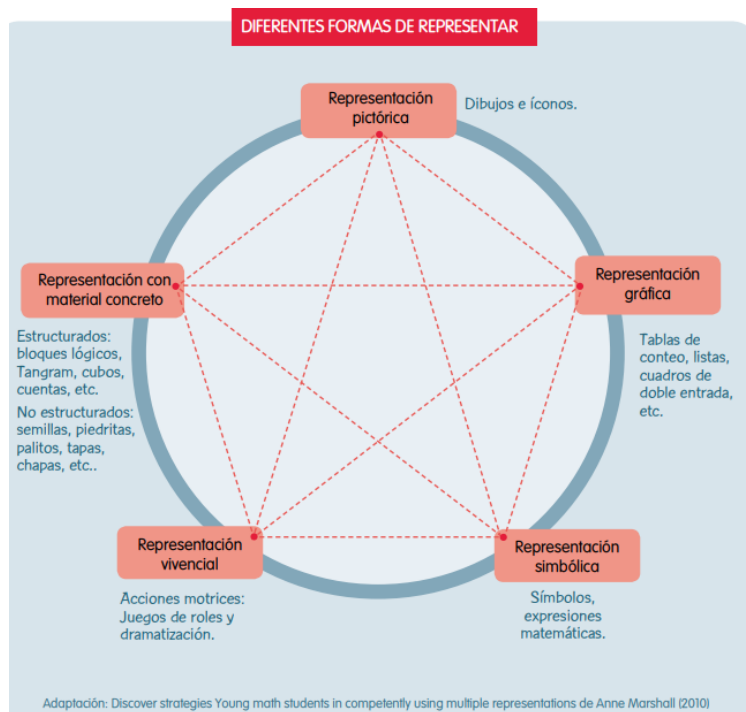 DIFERENTES FORMAS DE REPRESENTAR
Representación
pictórica
Dibujos e íconos.
Representación con
material concreto
Estructurados:
bloques lógicos,
Tangram, cubos,
cuentas, etc.
No estructurados:
semillas, piedritas,
palitos, tapas,
chapas, etc..
Representación
gráfica
Tablas de
conteo, listas,
cuadros de
doble entrada,
etc.
Representación
vivencial
Acciones motrices:
Juegos de roles y
dramatización.
Representación
simbólica
Símbolos,
expresiones
matemáticas.
Adaptación: Discover strategies Young math students in competently using multiple representations de Anne Marshall (2010)